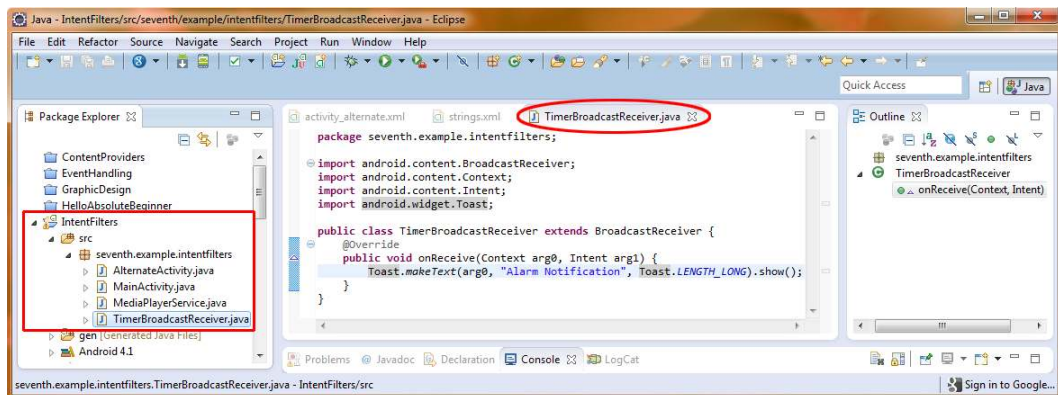 Java - IntentFilters/src/seventh/example/intentfilters/TimerBroadcastReceiver.java - Eclipse
File Edit Refactor Source Navigate Search Project Run Window Help
Quick Access
Java
Package Explorer
ContentProviders
EventHandling
GraphicDesign
HelloAbsoluteBeginner
IntentFilters
src
seventh.example.intentfilters
AlternateActivity.java
MainActivity.java
MediaPlayerService.java
TimerBroadcastReceiver.java
gen [Generated Java Files]
Android 4.1
activity_alternate.xml strings.xml TimerBroadcastReceiver.java
package seventh.example.intentfilters;
import android.content.BroadcastReceiver;
import android.content.Context;
import android.content.Intent;
import android.widget.Toast;
public class TimerBroadcastReceiver extends BroadcastReceiver {
@Override
public void onReceive(Context arg0, Intent arg1) {
Toast.makeText(arg0, "Alarm Notification", Toast.LENGTH_LONG).show();
}
}
Problems @ Javadoc Declaration Console LogCat
Outline
seventh.example.intentfilters
TimerBroadcastReceiver
onReceive(Context, Intent)
seventh.example.intentfilters.TimerBroadcastReceiver.java - IntentFilters/src
Sign in to Google...